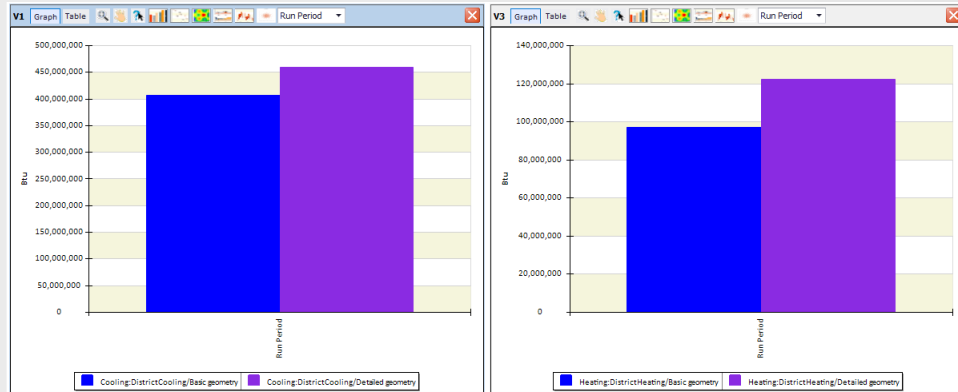 V1 Graph Table Run Period
500,000,000
450,000,000
400,000,000
350,000,000
300,000,000
250,000,000
200,000,000
150,000,000
100,000,000
50,000,000
0
Btu
Run Period
Cooling:DistrictCooling/Basic geometry Cooling:DistrictCooling/Detailed geometry
V3 Graph Table Run Period
140,000,000
120,000,000
100,000,000
80,000,000
60,000,000
40,000,000
20,000,000
0
Btu
Run Period
Heating:DistrictHeating/Basic geometry Heating:DistrictHeating/Detailed geometry